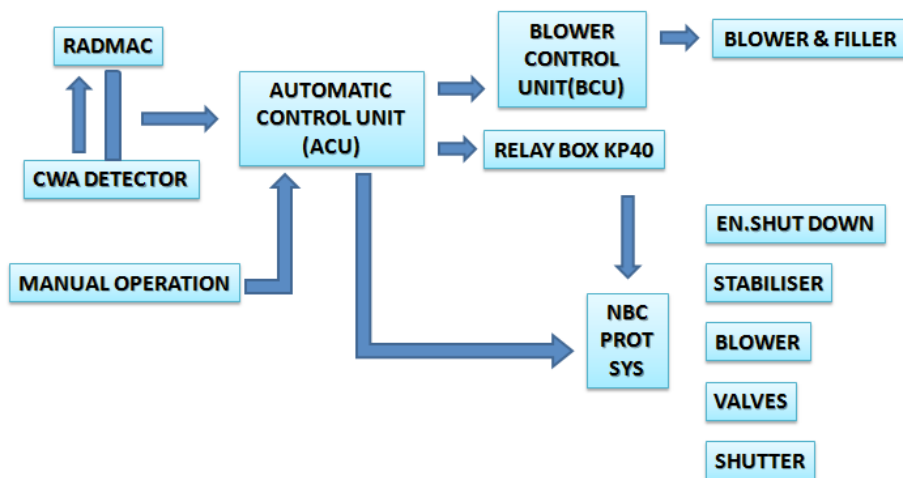 RADMAC
CWA DETECTOR
MANUAL OPERATION
AUTOMATIC
CONTROL UNIT
(ACU)
BLOWER
CONTROL
UNIT(BCU)
BLOWER & FILLER
RELAY BOX KP40
NBC
PROT
SYS
EN.SHUT DOWN
STABILISER
BLOWER
VALVES
SHUTTER